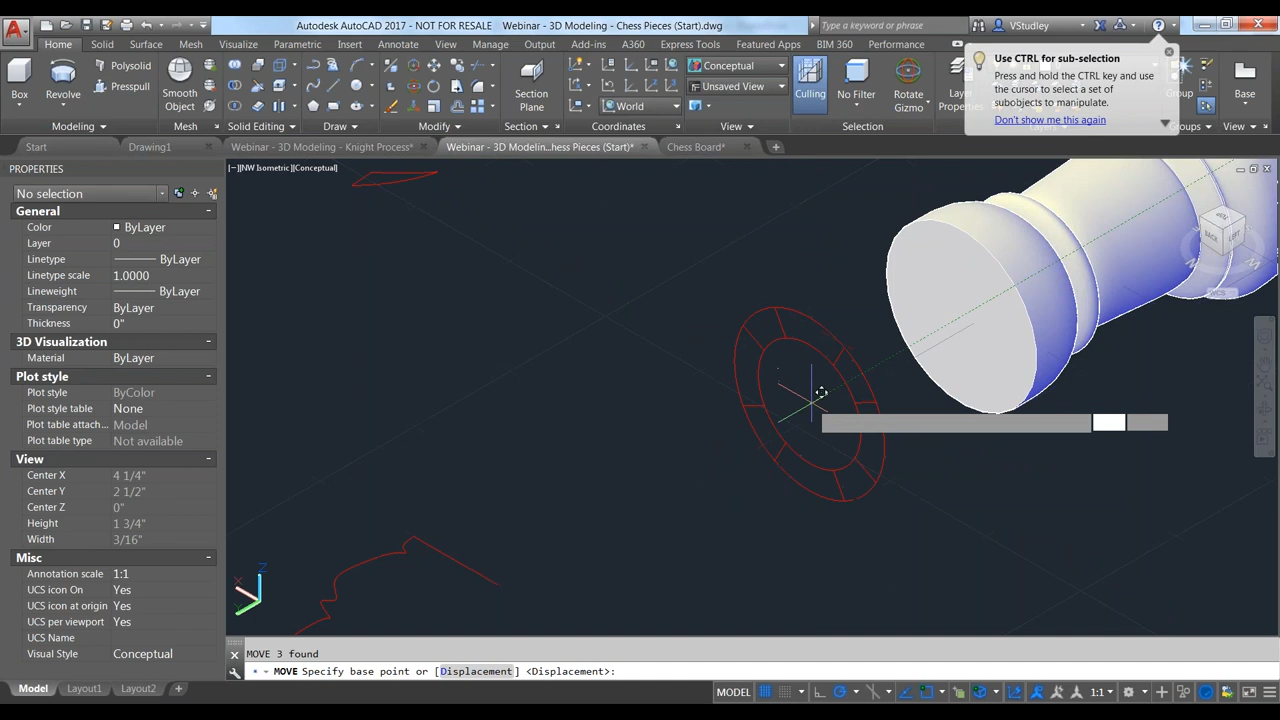 Autodesk AutoCAD 2017 - NOT FOR RESALE    Webinar - 3D Modeling - Chess Pieces (Start).dwg
Type a keyword or phrase
VStudley
Home Solid Surface Mesh Visualize Parametric Insert Annotate View Manage Output Add-ins A360 Express Tools Featured Apps BIM 360 Performance
Box
Revolve
Polysolid
Presspull
Smooth
Object
Section
Plane
World
Conceptual
Unsaved View
Culling
No Filter
Rotate
Gizmo
Layer
Properties
Group
Base
Modeling
Mesh
Solid Editing
Draw
Modify
Section
Coordinates
View
Selection
Layers
Groups
View
Use CTRL for sub-selection
Press and hold the CTRL key and use
the cursor to select a set of
subobjects to manipulate.
Don't show me this again
Start
Drawing1
Webinar - 3D Modeling - Knight Process*
Webinar - 3D Modelin...hess Pieces (Start)*
Chess Board*
PROPERTIES
No selection
General
Color ByLayer
Layer 0
Linetype ByLayer
Linetype scale 1.0000
Lineweight ByLayer
Transparency ByLayer
Thickness 0"
3D Visualization
Material ByLayer
Plot style
Plot style ByColor
Plot style table None
Plot table attach... Model
Plot table type Not available
View
Center X 4 1/4"
Center Y 2 1/2"
Center Z 0"
Height 1 3/4"
Width 3/16"
Misc
Annotation scale 1:1
UCS icon On Yes
UCS icon at origin Yes
UCS per viewport Yes
UCS Name
Visual Style Conceptual
[−][NW Isometric][Conceptual]
BACK
LEFT
X
Y
Z
MOVE 3 found
MOVE Specify base point or [Displacement] <Displacement>:
Model
Layout1
Layout2
MODEL
1:1